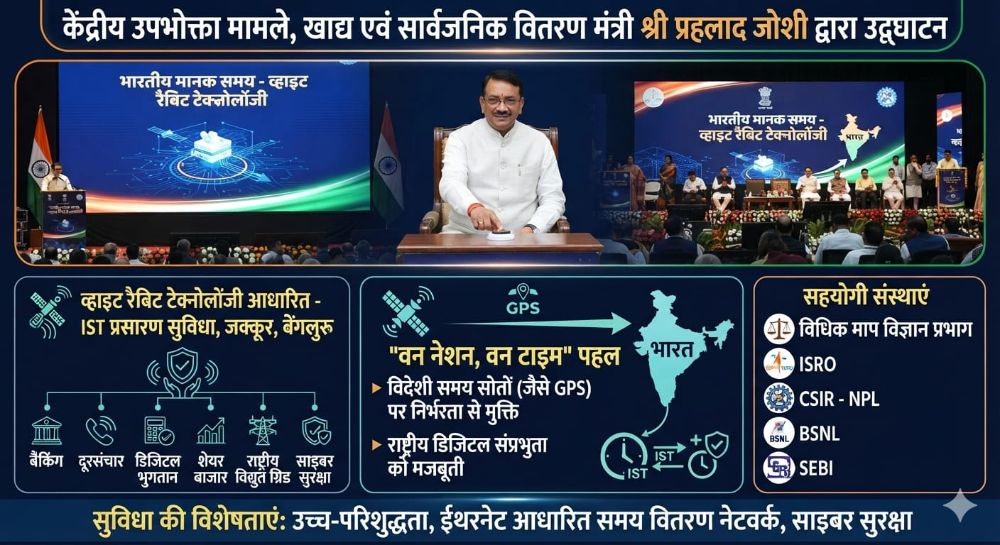 केंद्रीय उपभोक्ता मामले, खाद्य एवं सार्वजनिक वितरण मंत्री श्री प्रहलाद जोशी द्वारा उद्घाटन
भारतीय मानक समय - व्हाइट
रैबिट टेक्नोलॉजी
भारतीय मानक समय -
व्हाइट रैबिट टेक्नोलोंजी
भारत
व्हाइट रैबिट टेक्नोलोंजी आधारित -
IST प्रसारण सुविधा, जक्कूर, बेंगलुरु
बैंकिंग
दूरसंचार
डिजिटल
भुगतान
शेयर
बाजार
राष्ट्रीय
विद्युत ग्रिड
साइबर
सुरक्षा
GPS
भारत
"वन नेशन, वन टाइम" पहल
विदेशी समय सोतों (जैसे GPS)
पर निर्भरता से मुक्ति
राष्ट्रीय डिजिटल संप्रभुता
को मजबूती
IST
IST
सहयोगी संस्थाएं
विधिक माप विज्ञान प्रभाग
ISRO
CSIR - NPL
BSNL
BSNL
SEBI
सुविधा की विशेषताएं: उच्च-परिशुद्धता, ईथरनेट आधारित समय वितरण नेटवर्क, साइबर सुरक्षा